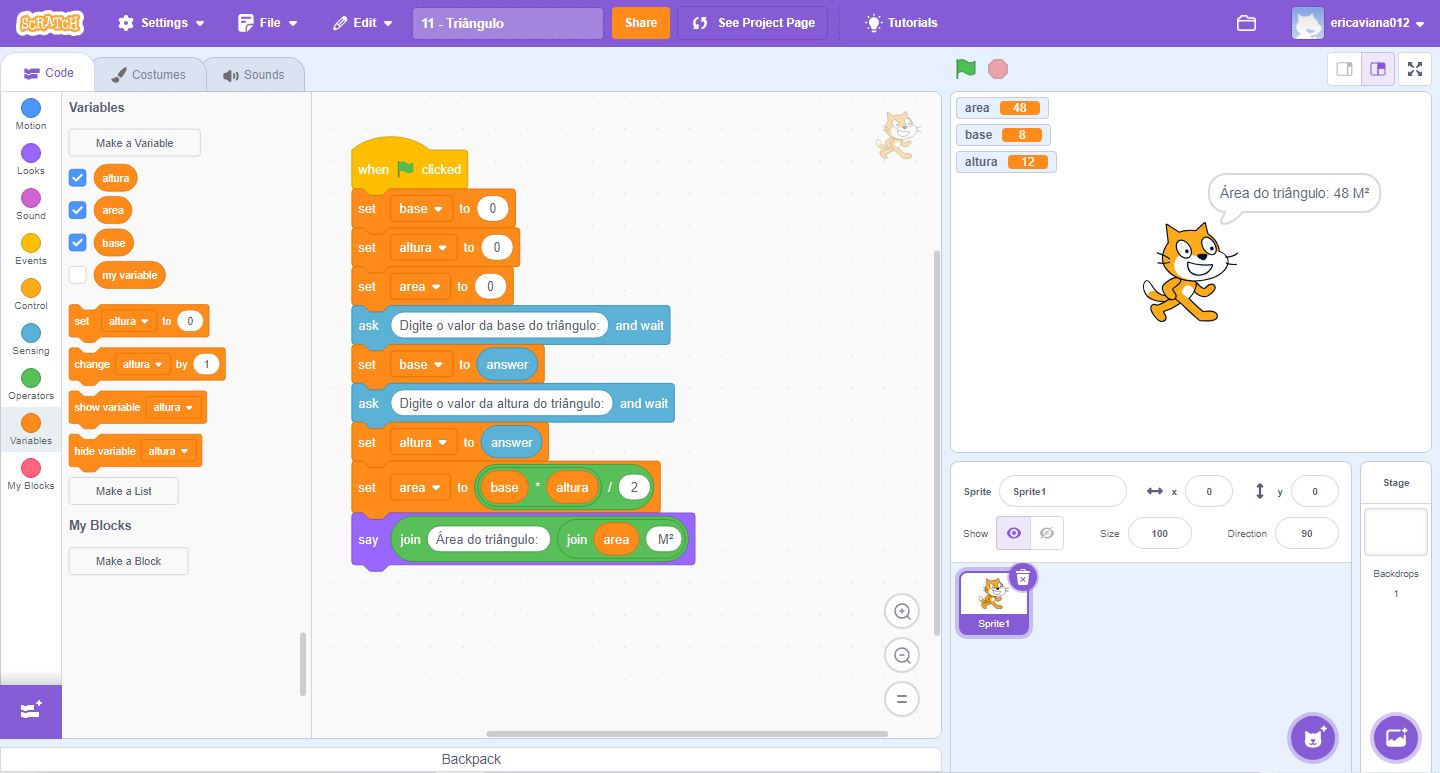 SCRATCH Settings File Edit 11 - Triângulo Share See Project Page Tutorials ericaviana012
Code Costumes Sounds
Motion
Looks
Sound
Events
Control
Sensing
Operators
Variables
My Blocks
Variables
Make a Variable
altura
area
base
my variable
set altura to 0
change altura by 1
show variable altura
hide variable altura
Make a List
My Blocks
Make a Block
when clicked
set base to 0
set altura to 0
set area to 0
ask Digite o valor da base do triângulo: and wait
set base to answer
ask Digite o valor da altura do triângulo: and wait
set altura to answer
set area to base * altura / 2
say join Área do triângulo: join area M²
=
Backpack
area 48
base 8
altura 12
Área do triângulo: 48 M²
Sprite Sprite1 x 0 y 0
Show Size 100 Direction 90
Sprite1
Stage
Backdrops
1